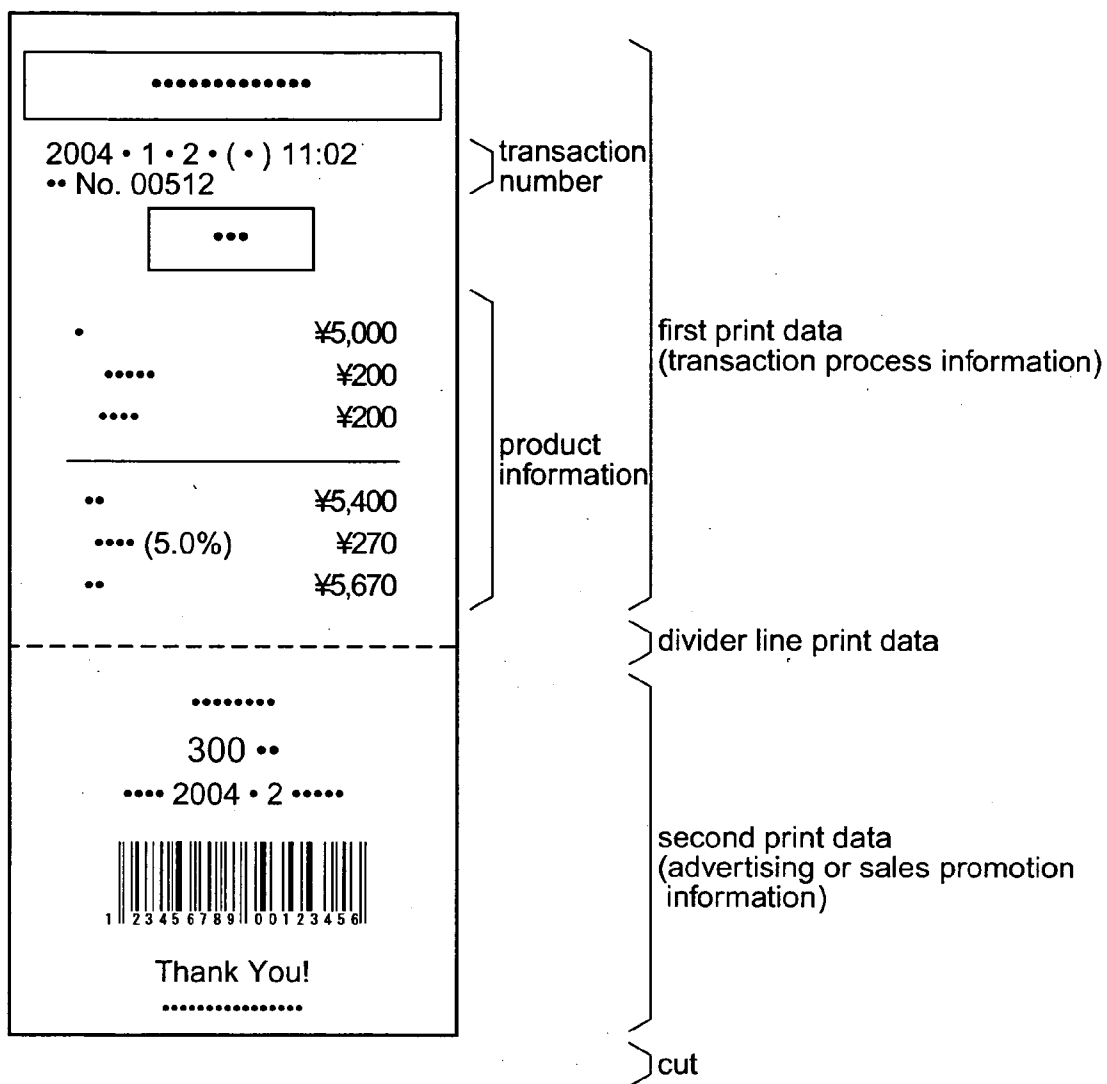 •••••••••••••
2004 • 1 • 2 • ( • ) 11:02
•• No. 00512
•••
• ¥5,000
••••• ¥200
•••• ¥200
•• ¥5,400
•••• (5.0%) ¥270
•• ¥5,670
••••••••
300 ••
•••• 2004 • 2 •••••
1 23456789 00123456
Thank You!
••••••••••••••••
transaction
number
product
information
first print data
(transaction process information)
divider line print data
second print data
(advertising or sales promotion
information)
cut